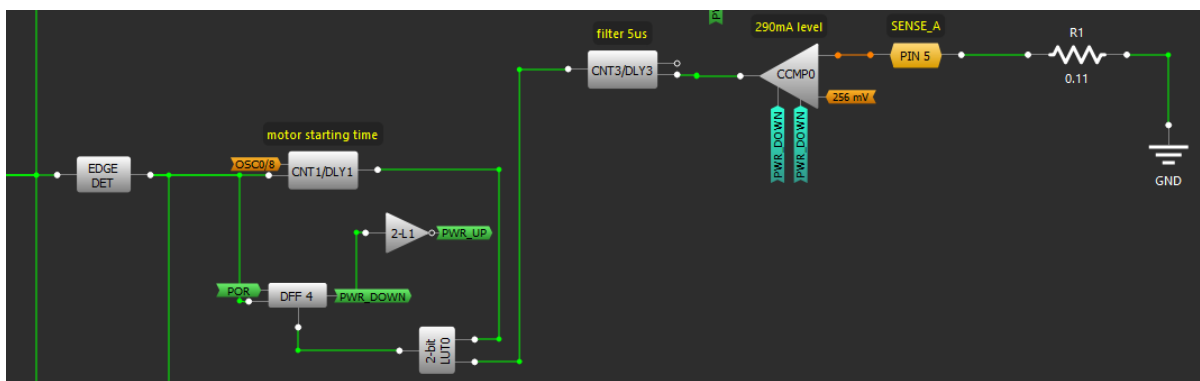 290mA level
SENSE_A
filter 5us
R1
CNT3/DLY3
CCMP0
PIN 5
0.11
256 mV
motor starting time
PWR_DOWN
PWR_DOWN
OSC0/8
EDGE
DET
CNT1/DLY1
GND
2-L1
PWR_UP
POR
DFF 4
PWR_DOWN
2-bit
LUT0